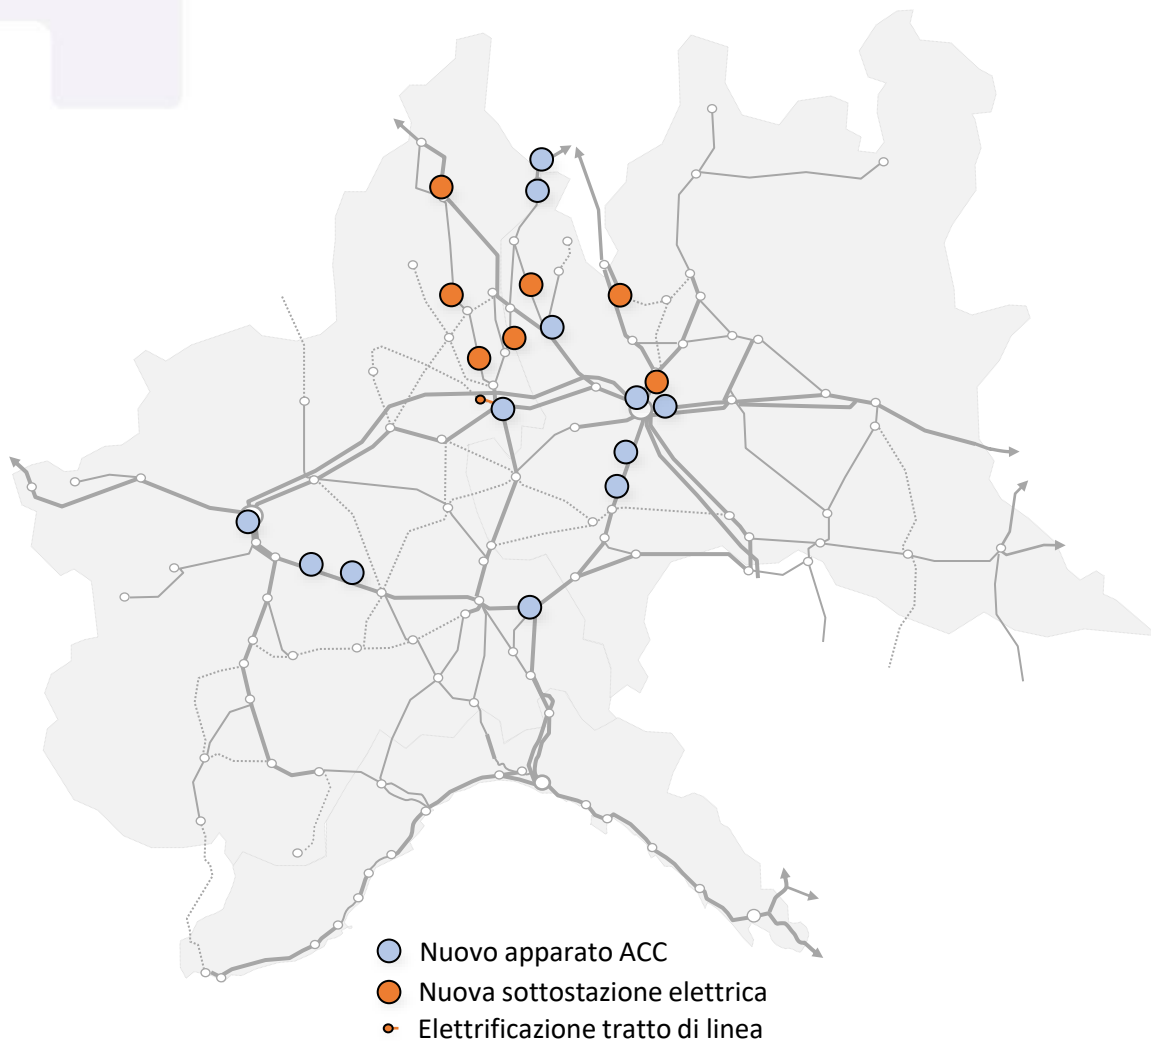 Nuovo apparato ACC
Nuova sottostazione elettrica
Elettrificazione tratto di linea